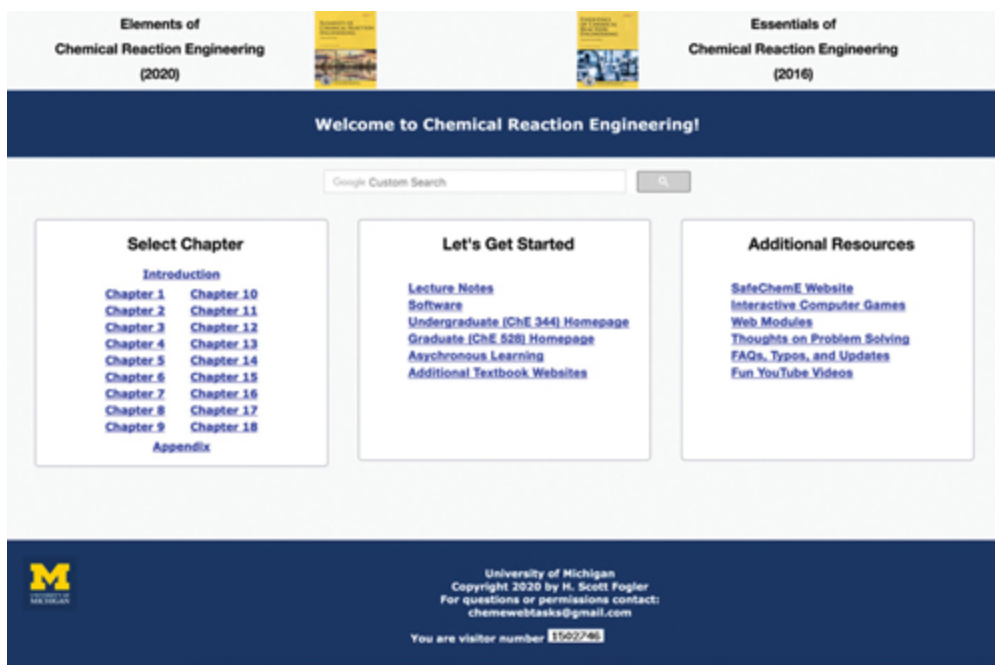 Elements of
Chemical Reaction Engineering
(2020)
Essentials of
Chemical Reaction Engineering
(2016)
Welcome to Chemical Reaction Engineering!
Google Custom Search
Select Chapter
Introduction
Chapter 1
Chapter 2
Chapter 3
Chapter 4
Chapter 5
Chapter 6
Chapter 7
Chapter 8
Chapter 9
Chapter 10
Chapter 11
Chapter 12
Chapter 13
Chapter 14
Chapter 15
Chapter 16
Chapter 17
Chapter 18
Appendix
Let's Get Started
Lecture Notes
Software
Undergraduate (ChE 344) Homepage
Graduate (ChE 528) Homepage
Asychronous Learning
Additional Textbook Websites
Additional Resources
SafeChemE Website
Interactive Computer Games
Web Modules
Thoughts on Problem Solving
FAQs, Typos, and Updates
Fun YouTube Videos
M
UNIVERSITY OF
MICHIGAN
University of Michigan
Copyright 2020 by H. Scott Fogler
For questions or permissions contact:
chemewebtasks@gmail.com
You are visitor number 1502746